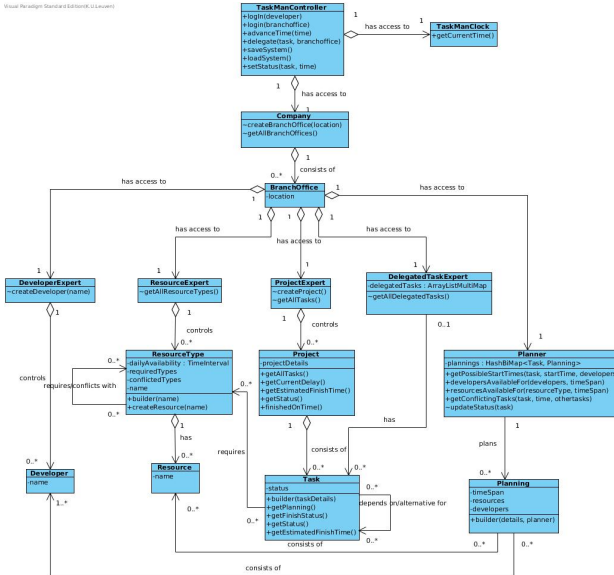 Visual Paradigm Standard Edition(K.U.Leuven)
TaskManController
+logIn(developer)
+login(branchoffice)
+advanceTime(time)
+delegate(task, branchoffice)
+saveSystem()
+loadSystem()
+setStatus(task, time)
1
has access to
1
TaskManClock
+getCurrentTime()
1
has access to
1
Company
~createBranchOffice(location)
~getAllBranchOffices()
1
consists of
0..*
BranchOffice
-location
has access to
1
1
has access to
1
1
has access to
1
has access to
1
has access to
1
1
1
1
1
1
DeveloperExpert
~createDeveloper(name)
1
ResourceExpert
~getAllResourceTypes()
1
ProjectExpert
~createProject()
~getAllTasks()
1
DelegatedTaskExpert
-delegatedTasks : ArrayListMultiMap
~getAllDelegatedTasks()
0..1
controls
controls
controls
0..*
0..*
ResourceType
-dailyAvailability : TimeInterval
-requiredTypes
-conflictedTypes
-name
+builder(name)
+createResource(name)
0..*
requires/conflicts with
0..*
0..*
1
Project
-projectDetails
+getAllTasks()
+getCurrentDelay()
+getEstimatedFinishTime()
+getStatus()
+finishedOnTime()
1
Planner
-plannings : HashBiMap<Task, Planning>
+getPossibleStartTimes(task, startTime, developers)
+developersAvailableFor(developers, timeSpan)
+resourcesAvailableFor(resourceType, timeSpan)
+getConflictingTasks(task, time, othertasks)
~updateStatus(task)
1
has
has
requires
consists of
plans
0..*
Developer
-name
1..*
0..*
Resource
-name
0..*
0..*
0..*
Task
-status
+builder(taskDetails)
+getPlanning()
+getFinishStatus()
+getStatus()
+getEstimatedFinishTime()
0..*
0..*
depends on/alternative for
0..*
0..*
Planning
-timeSpan
-resources
-developers
+builder(details, planner)
0..*
0..*
consists of
consists of